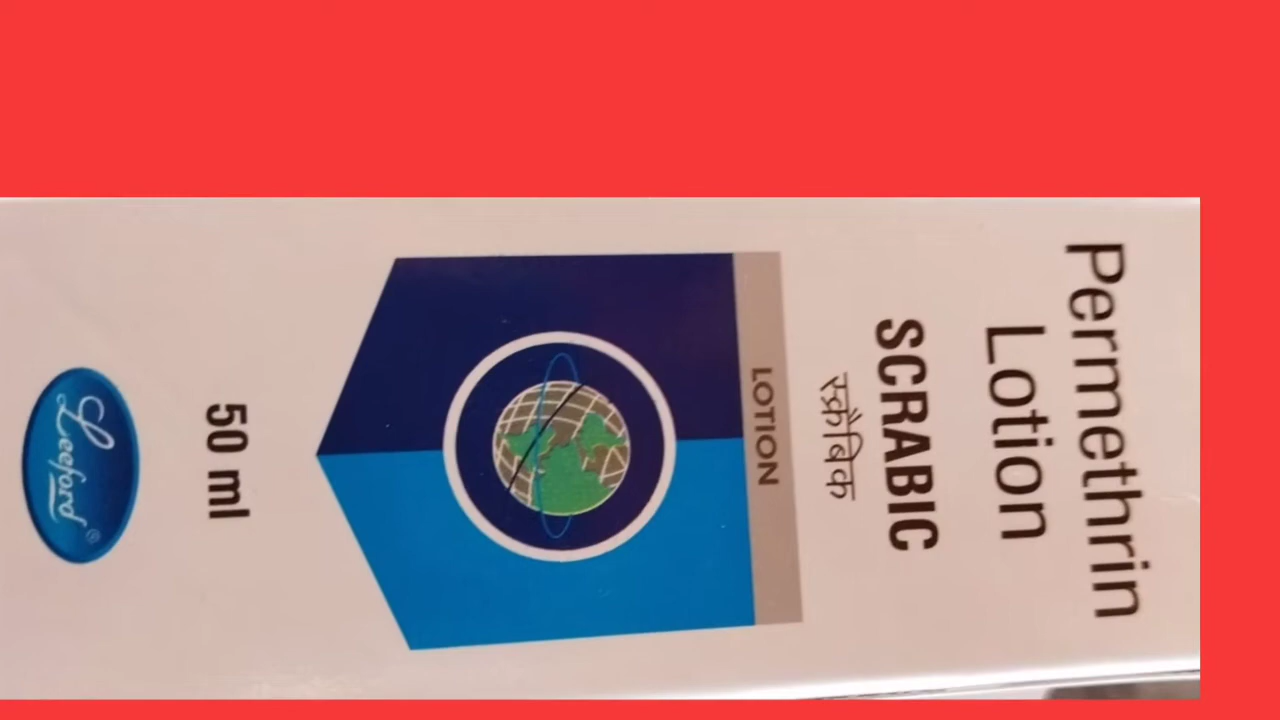 Permethrin
Lotion
SCRABIC
स्क्रैबिक
LOTION
50 ml
Leeford®